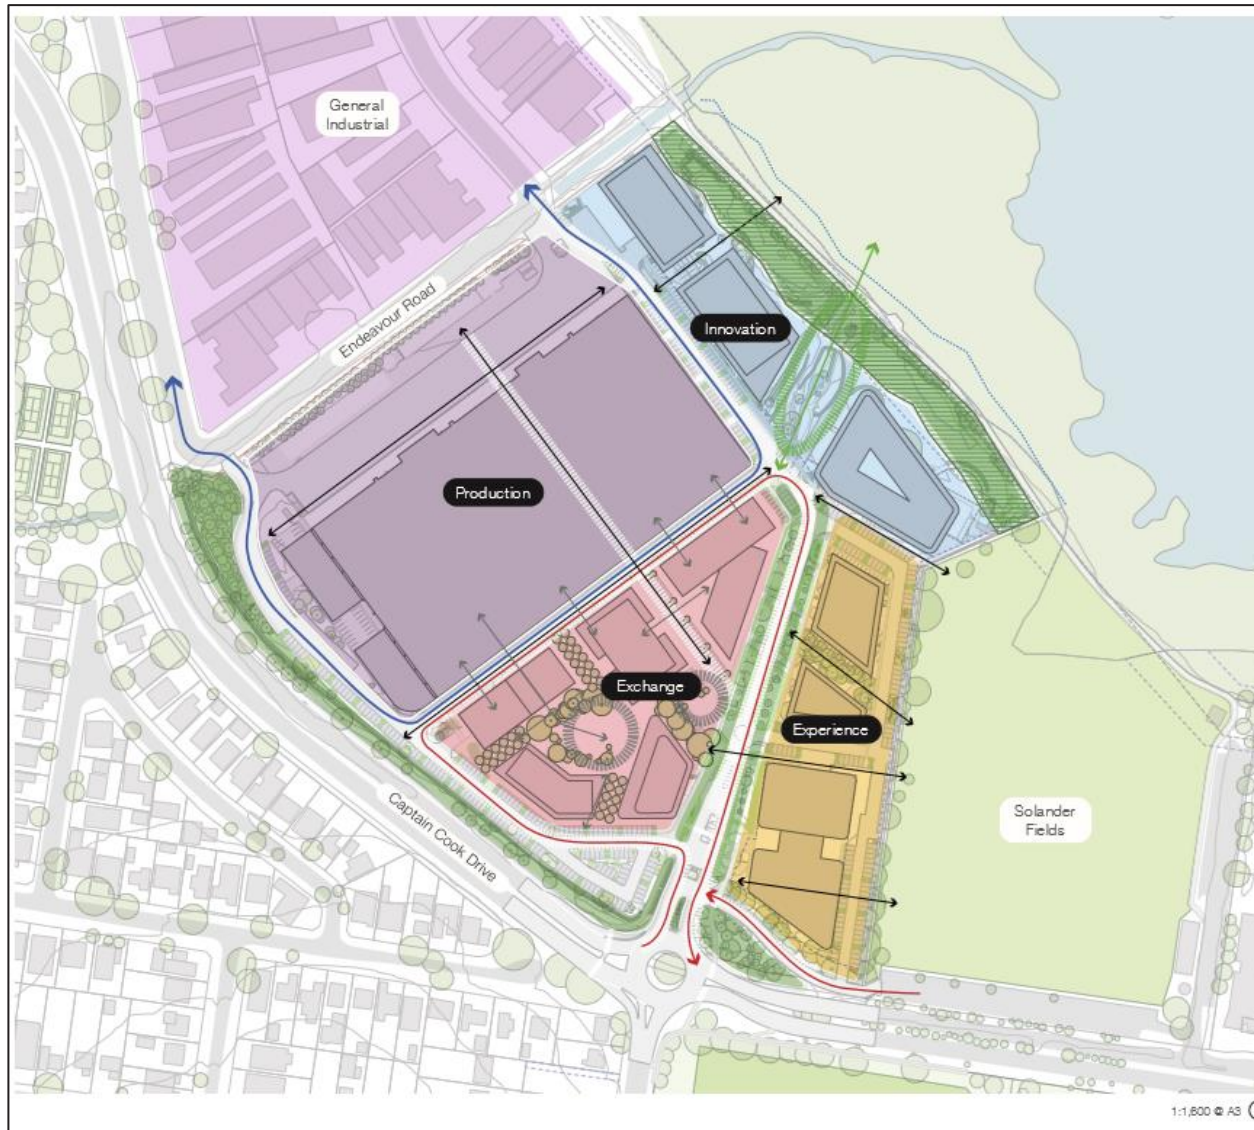 General
Industrial
Endeavour Road
Innovation
Production
Exchange
Experience
Captain Cook Drive
Solander
Fields
1:1,600 @ A3